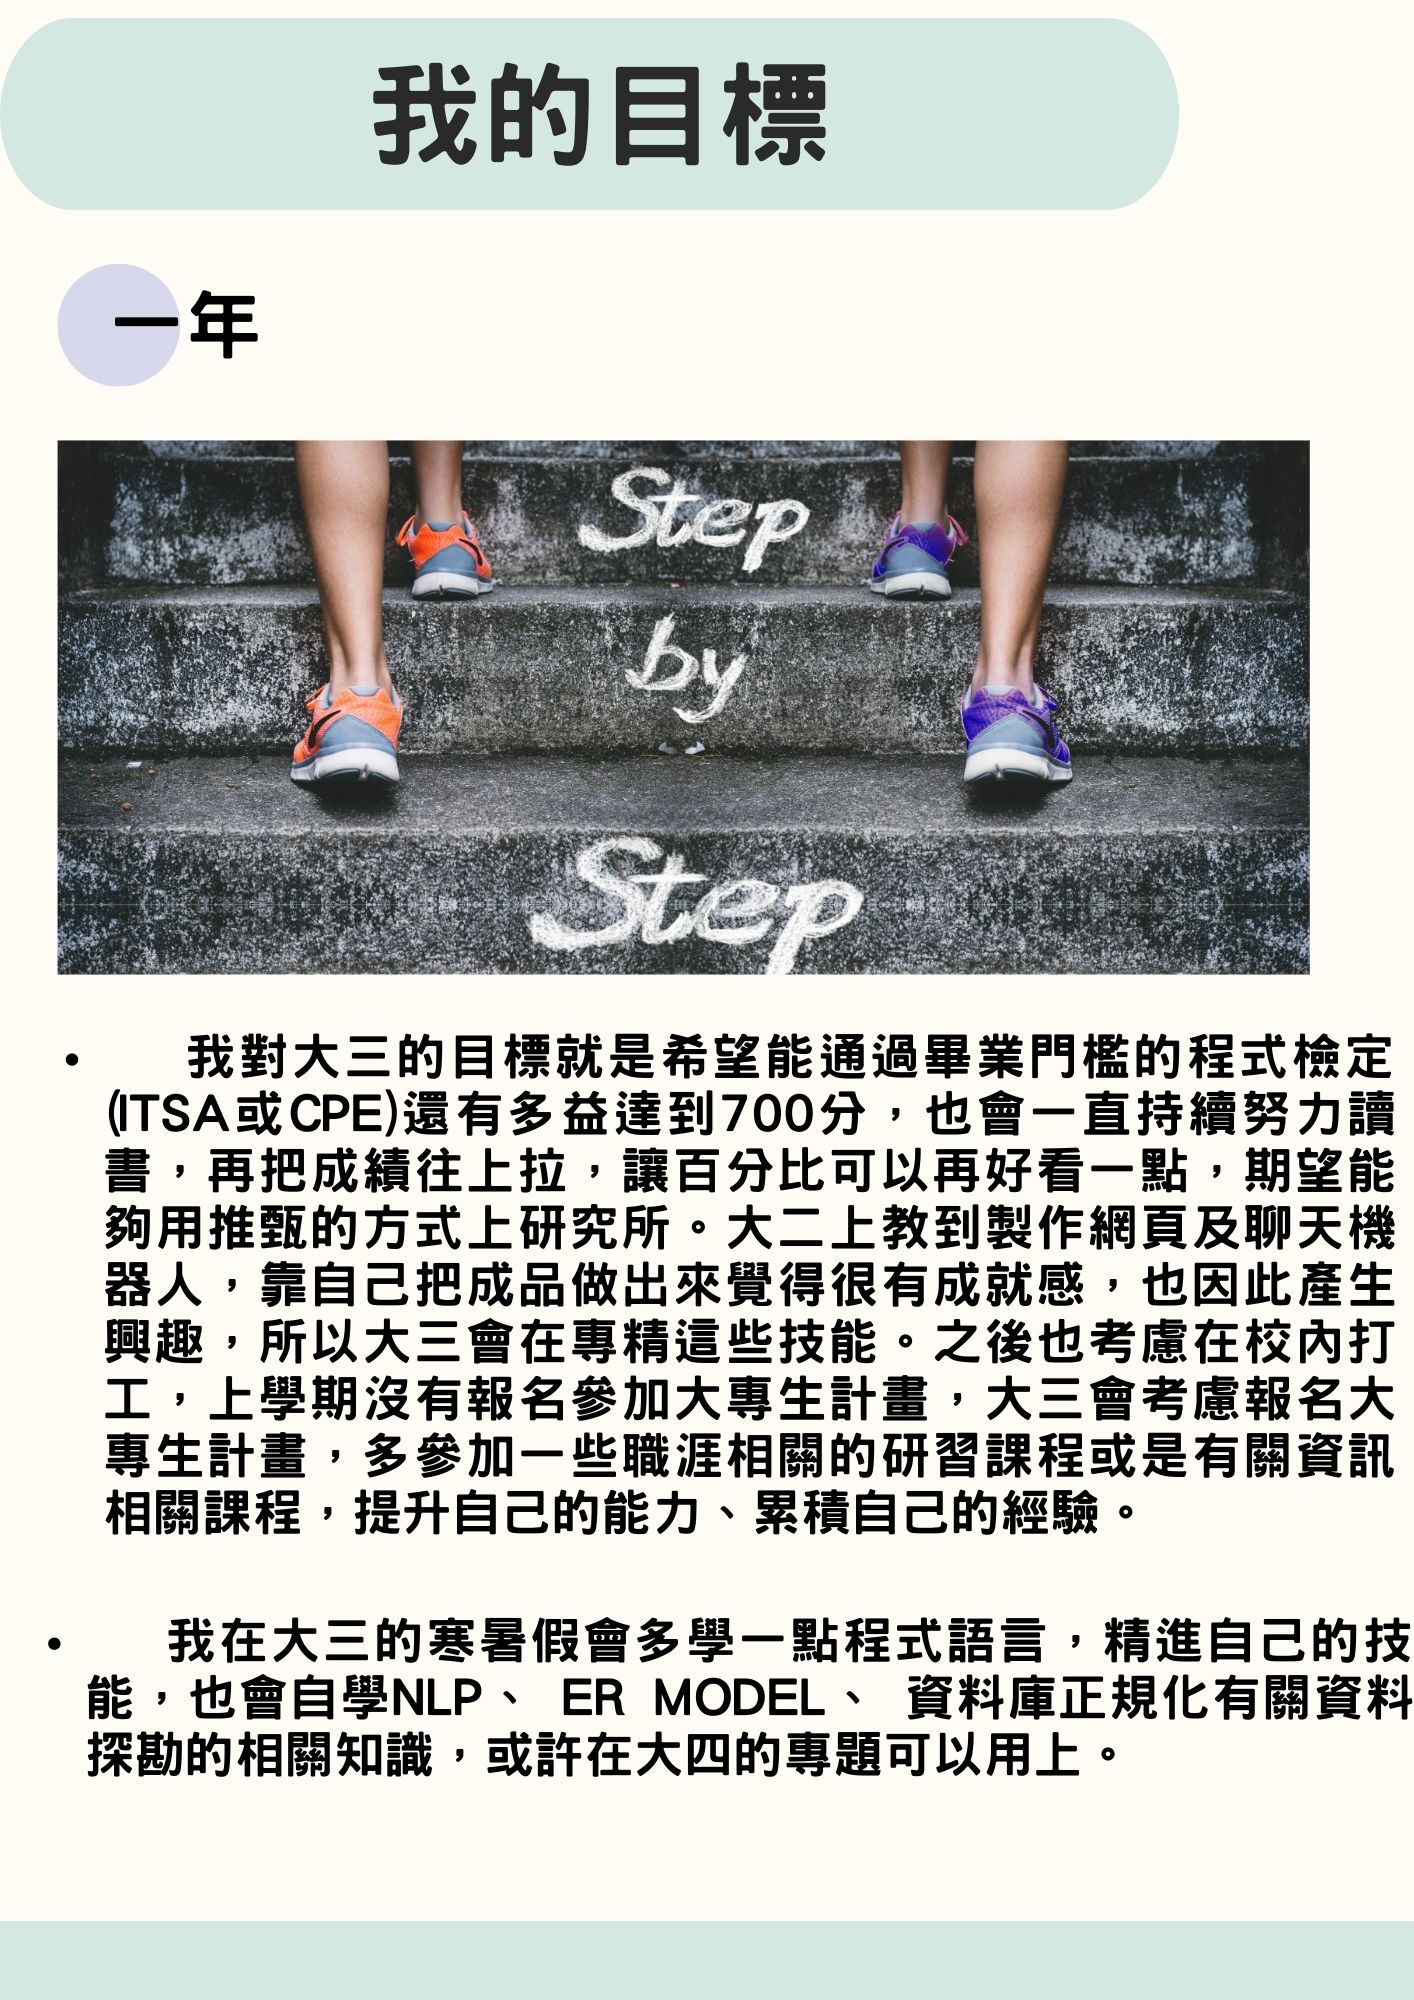 我的目標
一年
Step
by
Step
• 我對大三的目標就是希望能通過畢業門檻的程式檢定
(ITSA或CPE)還有多益達到700分，也會一直持續努力讀
書，再把成績往上拉，讓百分比可以再好看一點，期望能
夠用推甄的方式上研究所。大二上教到製作網頁及聊天機
器人，靠自己把成品做出來覺得很有成就感，也因此產生
興趣，所以大三會在專精這些技能。之後也考慮在校內打
工，上學期沒有報名參加大專生計畫，大三會考慮報名大
專生計畫，多參加一些職涯相關的研習課程或是有關資訊
相關課程，提升自己的能力、累積自己的經驗。
• 我在大三的寒暑假會多學一點程式語言，精進自己的技
能，也會自學NLP、 ER MODEL、 資料庫正規化有關資料
探勘的相關知識，或許在大四的專題可以用上。